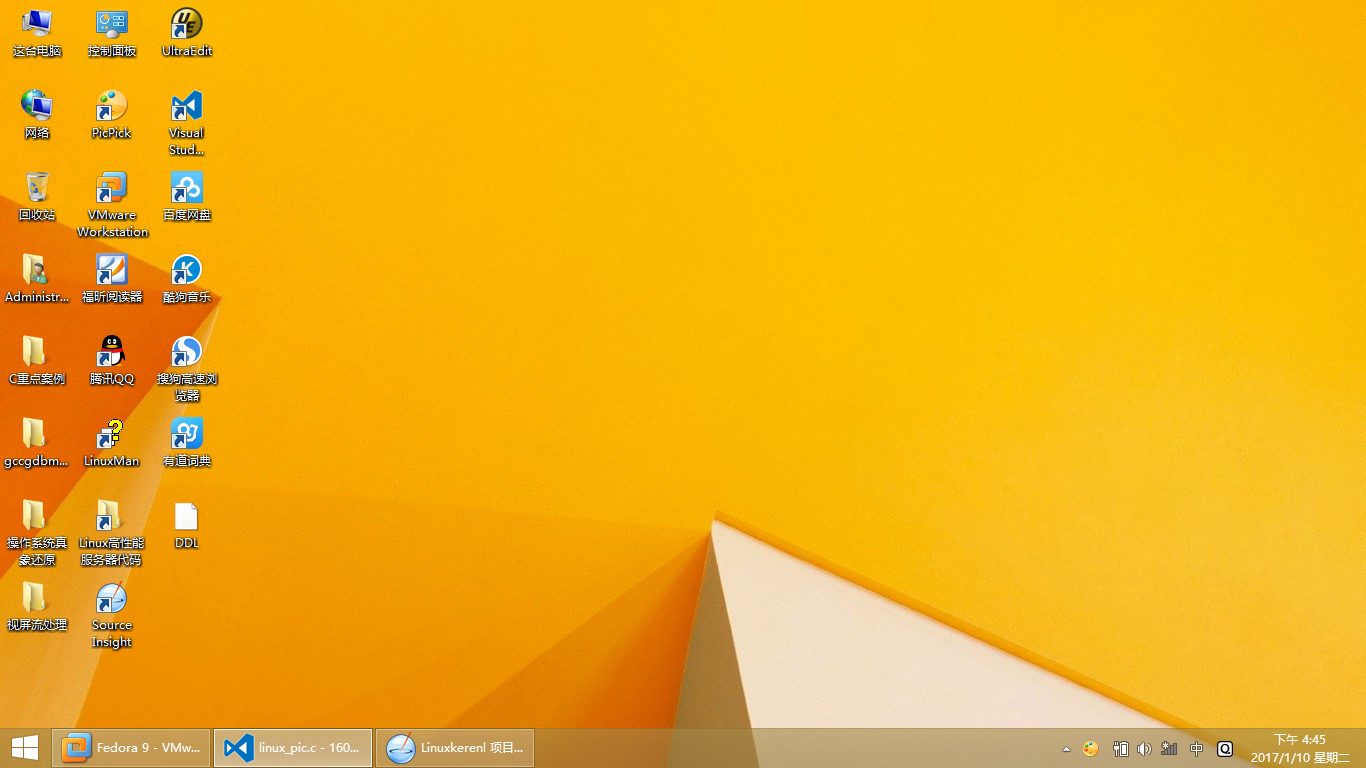 这台电脑
控制面板
UltraEdit
网络
PicPick
Visual
Stud...
回收站
VMware
Workstation
百度网盘
Administr...
福昕阅读器
酷狗音乐
C重点案例
腾讯QQ
搜狗高速浏
览器
gccgdbm...
LinuxMan
有道词典
操作系统真
象还原
Linux高性能
服务器代码
DDL
视屏流处理
Source
Insight
Fedora 9 - VMw...
linux_pic.c - 160...
Linuxkerenl 项目...
中
下午 4:45
2017/1/10 星期二